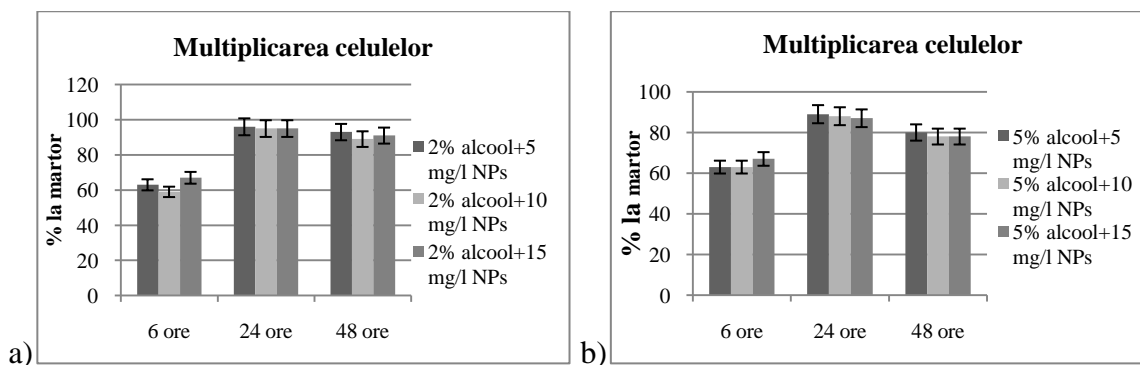 Multiplicarea celulelor
% la martor
120
100
80
60
40
20
0
6 ore
24 ore
48 ore
2% alcool+5
mg/l NPs
2% alcool+10
mg/l NPs
2% alcool+15
mg/l NPs
a)
Multiplicarea celulelor
% la martor
100
80
60
40
20
0
6 ore
24 ore
48 ore
5% alcool+5
mg/l NPs
5% alcool+10
mg/l NPs
5% alcool+15
mg/l NPs
b)